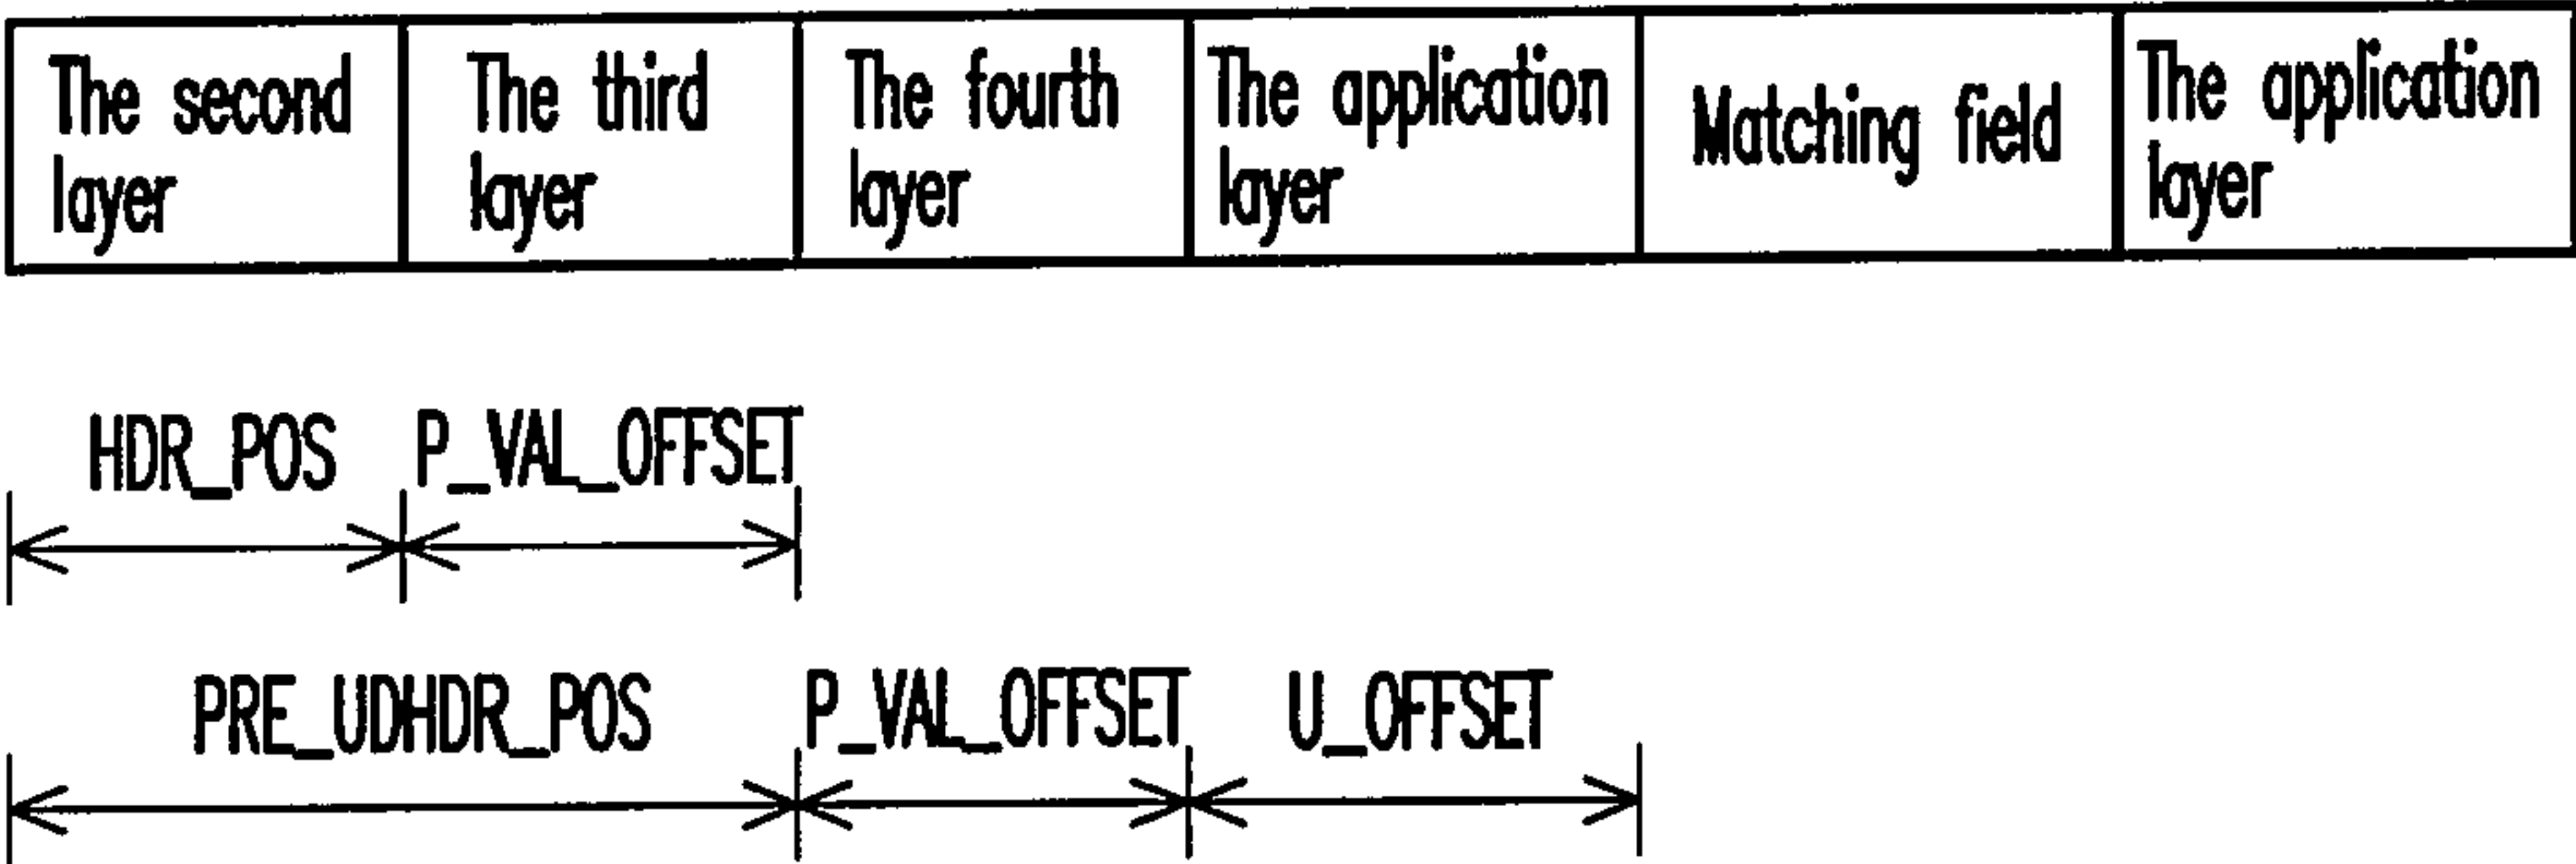 The second
layer
The third
layer
The fourth
layer
The application
layer
Matching field
The application
layer
HDR_POS
P_VAL_OFFSET
PRE_UDHDR_POS
P_VAL_OFFSET
U_OFFSET